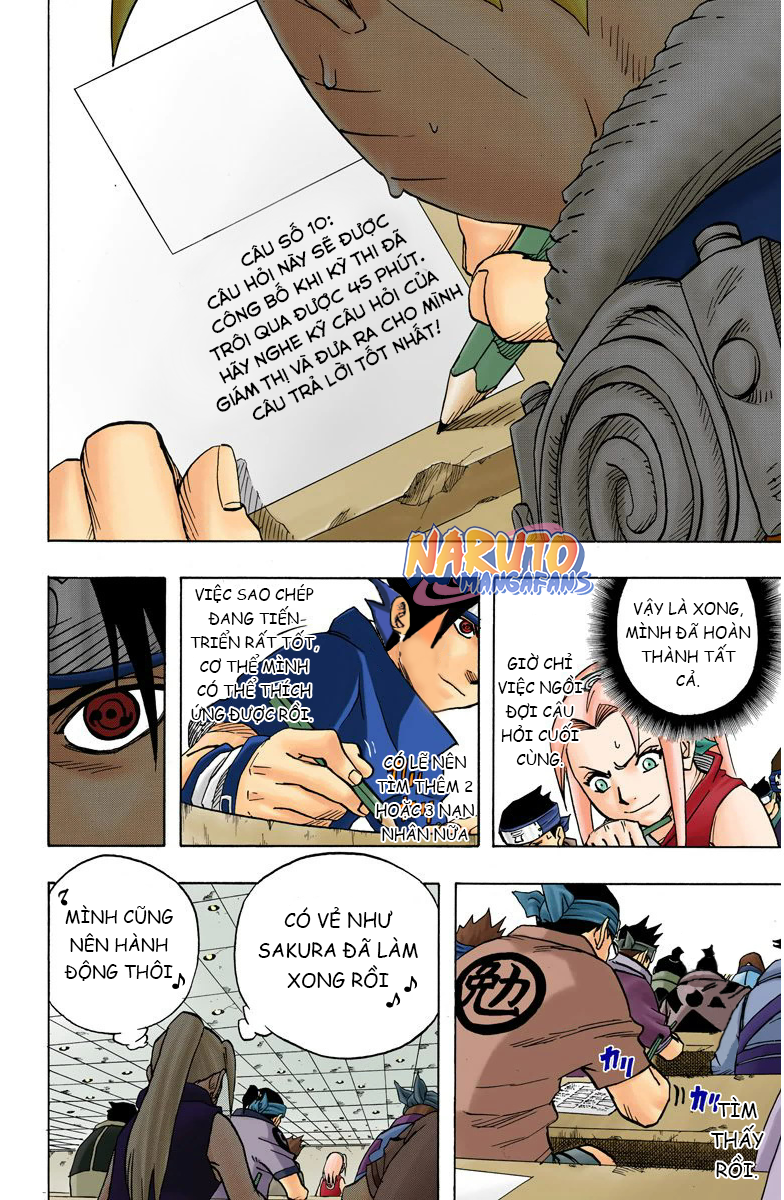 CÂU SỐ 10:
CÂU HỎI NÀY SẼ ĐƯỢC
CÔNG BỐ KHI KỲ THI ĐÃ
TRÔI QUA ĐƯỢC 45 PHÚT.
HÃY NGHE KỸ CÂU HỎI CỦA
GIÁM THỊ VÀ ĐƯA RA CHO MÌNH
CÂU TRẢ LỜI TỐT NHẤT!
NARUTO
MANGAFANS
VẬY LÀ XONG,
MÌNH ĐÃ HOÀN
THÀNH TẤT
CẢ.
GIỜ CHỈ
VIỆC NGỒI
ĐỢI CÂU
HỎI CUỐI
CÙNG.
VIỆC SAO CHÉP
ĐANG TIẾN
TRIỂN RẤT TỐT,
CƠ THỂ MÌNH
CÓ THỂ THÍCH
ỨNG ĐƯỢC RỒI.
CÓ LẼ NÊN
TÌM THÊM 2
HOẶC 3 NẠN
NHÂN NỮA
勉
カリ
カリ
TÌM
THẤY
RỒI.
CÓ VẺ NHƯ
SAKURA ĐÃ LÀM
XONG RỒI♪♪
MÌNH CŨNG
NÊN HÀNH
ĐỘNG THÔI♪